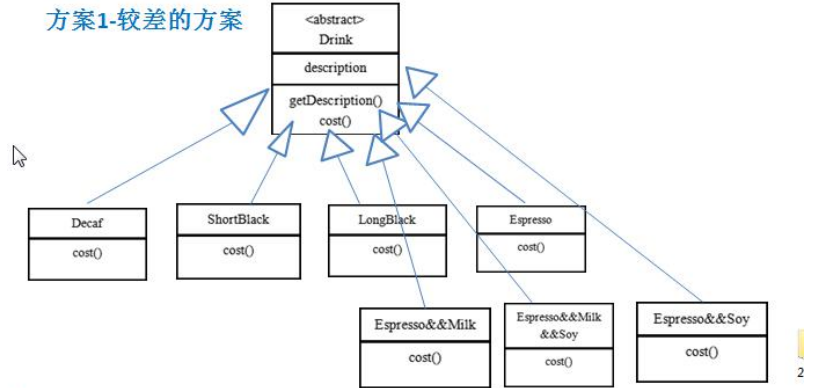 方案1-较差的方案
<abstract>
Drink
description
getDescription()
cost()
Decaf
cost()
ShortBlack
cost()
LongBlack
cost()
Espresso
cost()
Espresso&&Milk
cost()
Espresso&&Milk
&&Soy
cost()
Espresso&&Soy
cost()
2